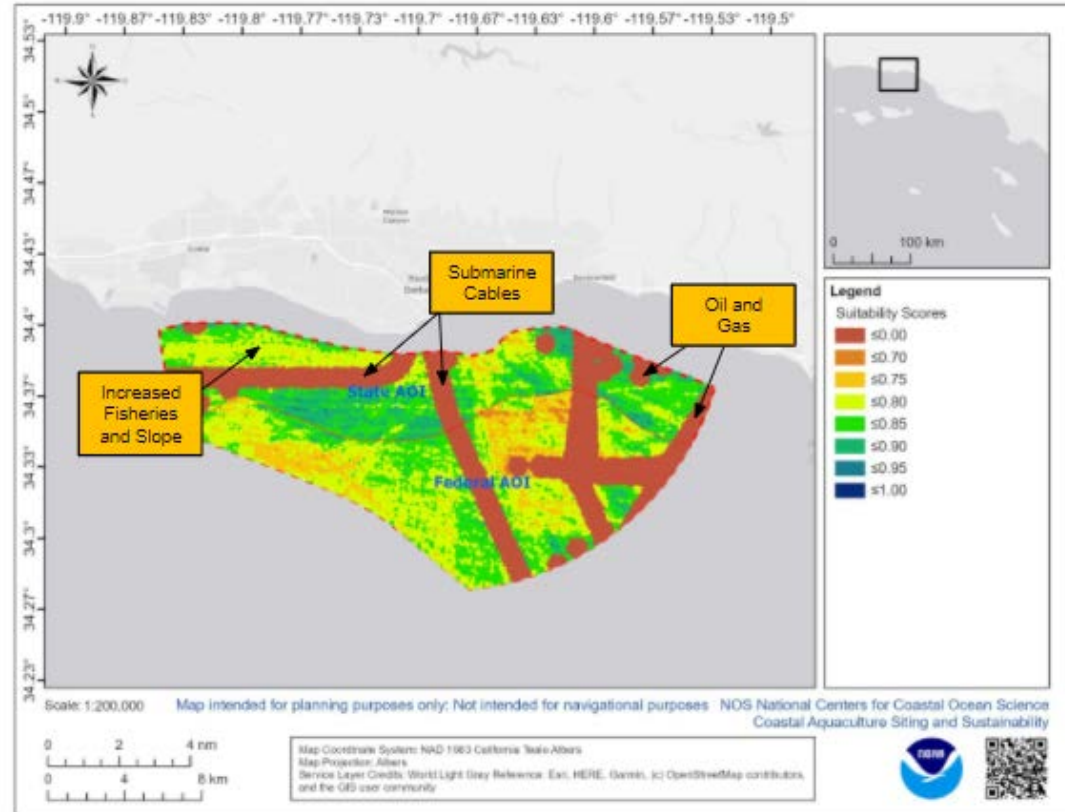 -119.9° -119.87° -119.83° -119.8° -119.77° -119.73° -119.7° -119.67° -119.63° -119.6° -119.57° -119.53° -119.5°
34.53°
34.5°
34.47°
34.43°
34.4°
34.37°
34.33°
34.3°
34.27°
34.23°
Submarine
Cables
Oil and
Gas
Increased
Fisheries
and Slope
State AOI
Federal AOI
0 100 km
Legend
Suitability Scores
≤0.00
≤0.70
≤0.75
≤0.80
≤0.85
≤0.90
≤0.95
≤1.00
Scale: 1:200,000
Map intended for planning purposes only: Not intended for navigational purposes
NOS National Centers for Coastal Ocean Science
Coastal Aquaculture Siting and Sustainability
0 2 4 nm
0 4 8 km
Map Coordinate System: NAD 1983 California Teale Albers
Map Projection: Albers
Service Layer Credits: World Light Gray Reference: Esri, HERE, Garmin, (c) OpenStreetMap contributors,
and the GIS user community
noaa